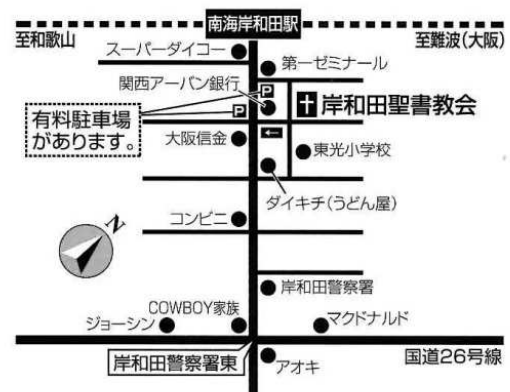 南海岸和田駅
至和歌山
至難波(大阪)
スーパーダイコー
第一ゼミナール
関西アーバン銀行
P
P
岸和田聖書教会
有料駐車場
があります。
大阪信金
東光小学校
ダイキチ(うどん屋)
コンビニ
N
岸和田警察署
COWBOY家族
ジョーシン
マクドナルド
岸和田警察署東
アオキ
国道26号線